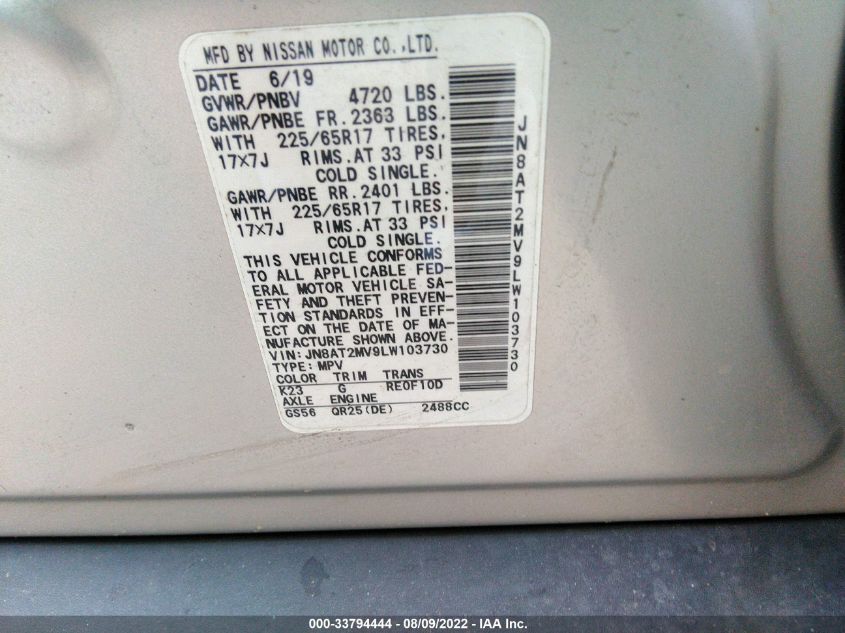 MFD BY NISSAN MOTOR CO.,LTD.
DATE 6/19
GVWR/PNBV 4720 LBS.
GAWR/PNBE FR. 2363 LBS.
WITH 225/65R17 TIRES,
17X7J RIMS.AT 33 PSI
COLD SINGLE.
GAWR/PNBE RR. 2401 LBS.
WITH 225/65R17 TIRES,
17X7J RIMS.AT 33 PSI
COLD SINGLE.
THIS VEHICLE CONFORMS
TO ALL APPLICABLE FED-
ERAL MOTOR VEHICLE SA-
FETY AND THEFT PREVEN-
TION STANDARDS IN EFF-
ECT ON THE DATE OF MA-
NUFACTURE SHOWN ABOVE.
VIN: JN8AT2MV9LW103730
TYPE: MPV
COLOR TRIM TRANS
K23 G RE0F10D
AXLE ENGINE
GS56 QR25(DE) 2488CC
JN8AT2MV9LW103730
000-33794444 - 08/09/2022 - IAA Inc.